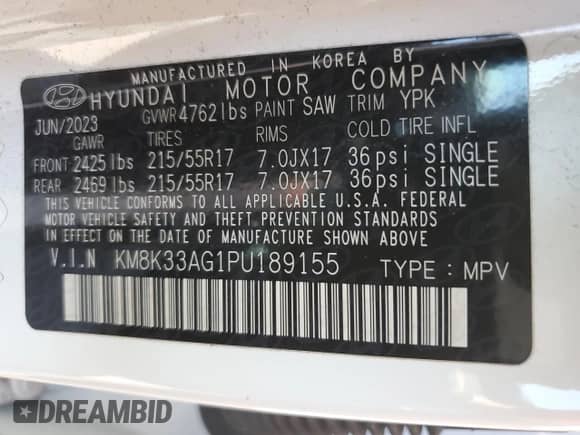 MANUFACTURED IN KOREA BY
HYUNDAI MOTOR COMPANY
JUN/2023 GVWR 4762 lbs PAINT SAW TRIM YPK
GAWR TIRES RIMS COLD TIRE INFL
FRONT 2425 lbs 215/55R17 7.0JX17 36 psi SINGLE
REAR 2469 lbs 215/55R17 7.0JX17 36 psi SINGLE
THIS VEHICLE CONFORMS TO ALL APPLICABLE U.S.A. FEDERAL
MOTOR VEHICLE SAFETY AND THEFT PREVENTION STANDARDS
IN EFFECT ON THE DATE OF MANUFACTURE SHOWN ABOVE
V.I.N KM8K33AG1PU189155 TYPE : MPV
DREAMBID